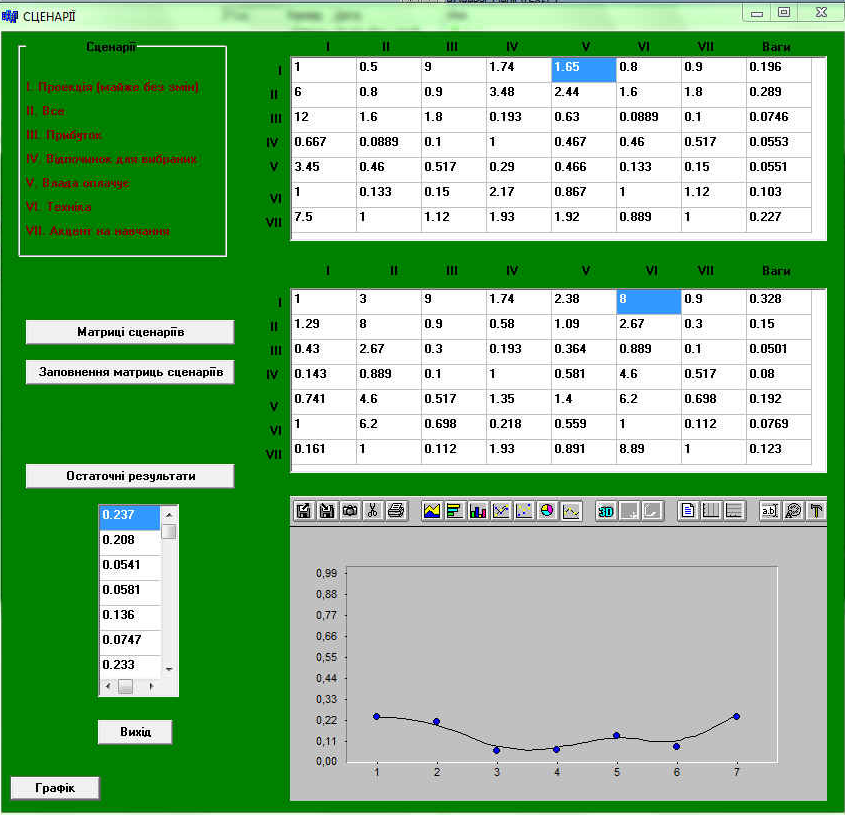 СЦЕНАРІЇ
Сценарії
I. Проекція (майже без змін)
II. Все
III. Прибуток
IV. Відпочинок для вибраних
V. Влада оплачує
VI. Техніка
VII. Акцент на навчання
I II III IV V VI VII Ваги
I 1 0.5 9 1.74 1.65 0.8 0.9 0.196
II 6 0.8 0.9 3.48 2.44 1.6 1.8 0.289
III 12 1.6 1.8 0.193 0.63 0.0889 0.1 0.0746
IV 0.667 0.0889 0.1 1 0.467 0.46 0.517 0.0553
V 3.45 0.46 0.517 0.29 0.466 0.133 0.15 0.0551
VI 1 0.133 0.15 2.17 0.867 1 1.12 0.103
VII 7.5 1 1.12 1.93 1.92 0.889 1 0.227
I II III IV V VI VII Ваги
I 1 3 9 1.74 2.38 8 0.9 0.328
II 1.29 8 0.9 0.58 1.09 2.67 0.3 0.15
III 0.43 2.67 0.3 0.193 0.364 0.889 0.1 0.0501
IV 0.143 0.889 0.1 1 0.581 4.6 0.517 0.08
V 0.741 4.6 0.517 1.35 1.4 6.2 0.698 0.192
VI 1 6.2 0.698 0.218 0.559 1 0.112 0.0769
VII 0.161 1 0.112 1.93 0.891 8.89 1 0.123
Матриці сценаріїв
Заповнення матриць сценаріїв
Остаточні результати
0.237
0.208
0.0541
0.0581
0.136
0.0747
0.233
Вихід
Графік
3D
ab
0,99
0,88
0,77
0,66
0,55
0,44
0,33
0,22
0,11
0,00
1 2 3 4 5 6 7